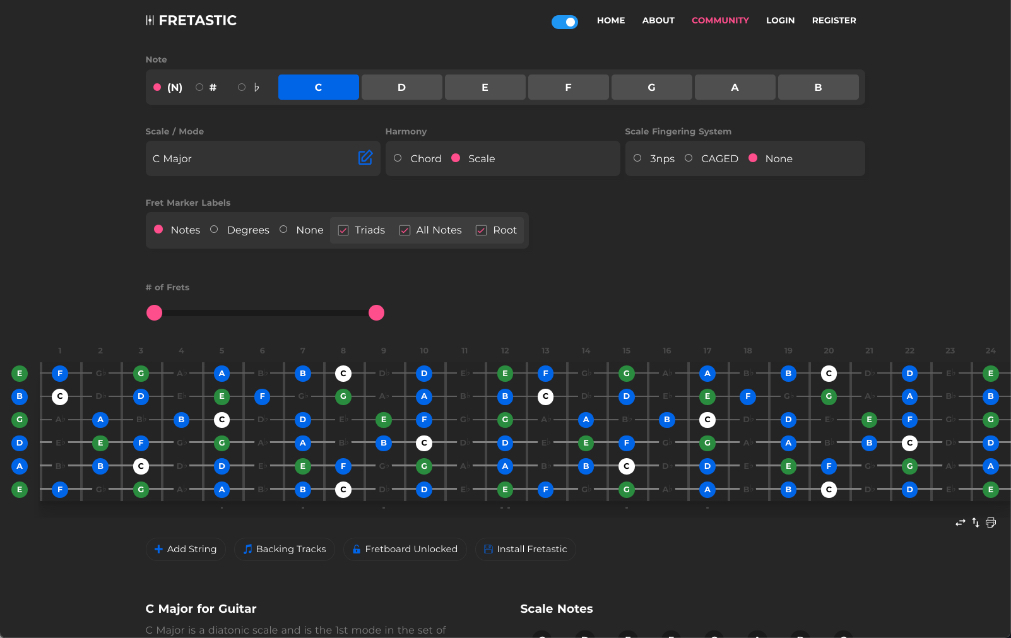 FRETASTIC
HOME ABOUT COMMUNITY LOGIN REGISTER
Note
(N) # ♭ C D E F G A B
Scale / Mode Harmony Scale Fingering System
C Major Chord Scale 3nps CAGED None
Fret Marker Labels
Notes Degrees None Triads All Notes Root
# of Frets
1 2 3 4 5 6 7 8 9 10 11 12 13 14 15 16 17 18 19 20 21 22 23 24
E F G♭ G A♭ A B♭ B C D♭ D E♭ E F G♭ G A♭ A B♭ B C D♭ D E♭ E
B C D♭ D E♭ E F G♭ G A♭ A B♭ B C D♭ D E♭ E F G♭ G A♭ A B♭ B
G A♭ A B♭ B C D♭ D E♭ E F G♭ G A♭ A B♭ B C D♭ D E♭ E F G♭ G
D E♭ E F G♭ G A♭ A B♭ B C D♭ D E♭ E F G♭ G A♭ A B♭ B C D♭ D
A B♭ B C D♭ D E♭ E F G♭ G A♭ A B♭ B C D♭ D E♭ E F G♭ G A♭ A
E F G♭ G A♭ A B♭ B C D♭ D E♭ E F G♭ G A♭ A B♭ B C D♭ D E♭ E
Add String Backing Tracks Fretboard Unlocked Install Fretastic
C Major for Guitar Scale Notes
C Major is a diatonic scale and is the 1st mode in the set of